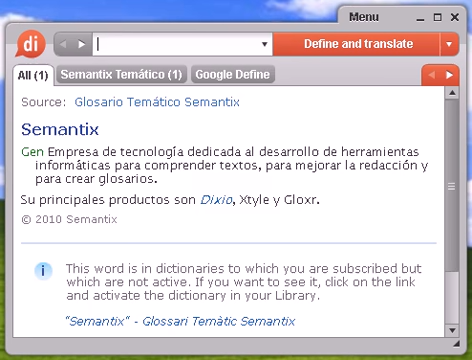 Menu
di
Define and translate
All (1) Semantix Temático (1) Google Define
Source: Glosario Temático Semantix
Semantix
Gen Empresa de tecnología dedicada al desarrollo de herramientas
informáticas para comprender textos, para mejorar la redacción y
para crear glosarios.
Su principales productos son Dixio, Xtyle y Gloxr.
© 2010 Semantix
i
This word is in dictionaries to which you are subscribed but
which are not active. If you want to see it, click on the link
and activate the dictionary in your Library.
"Semantix" - Glossari Temàtic Semantix